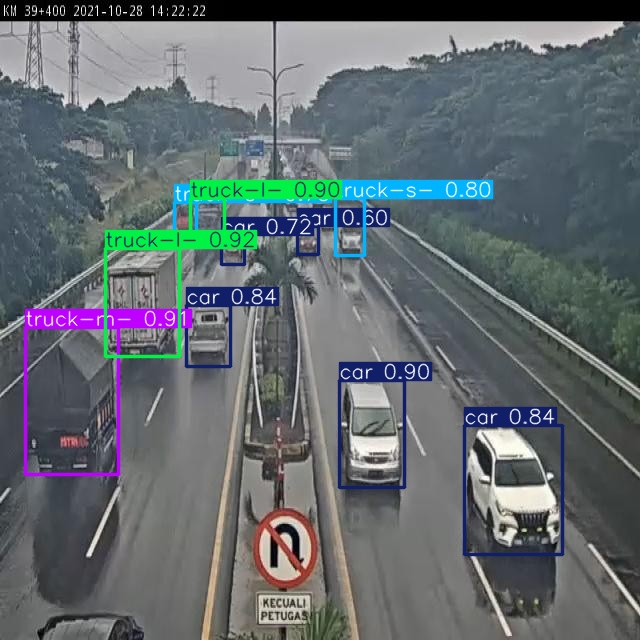 KM 39+400 2021-10-28 14:22:22
truck-l- 0.90
ruck-s- 0.80
car 0.60
car 0.72
truck-l- 0.92
car 0.84
truck-m- 0.91
car 0.90
car 0.84
KECUALI
PETUGAS